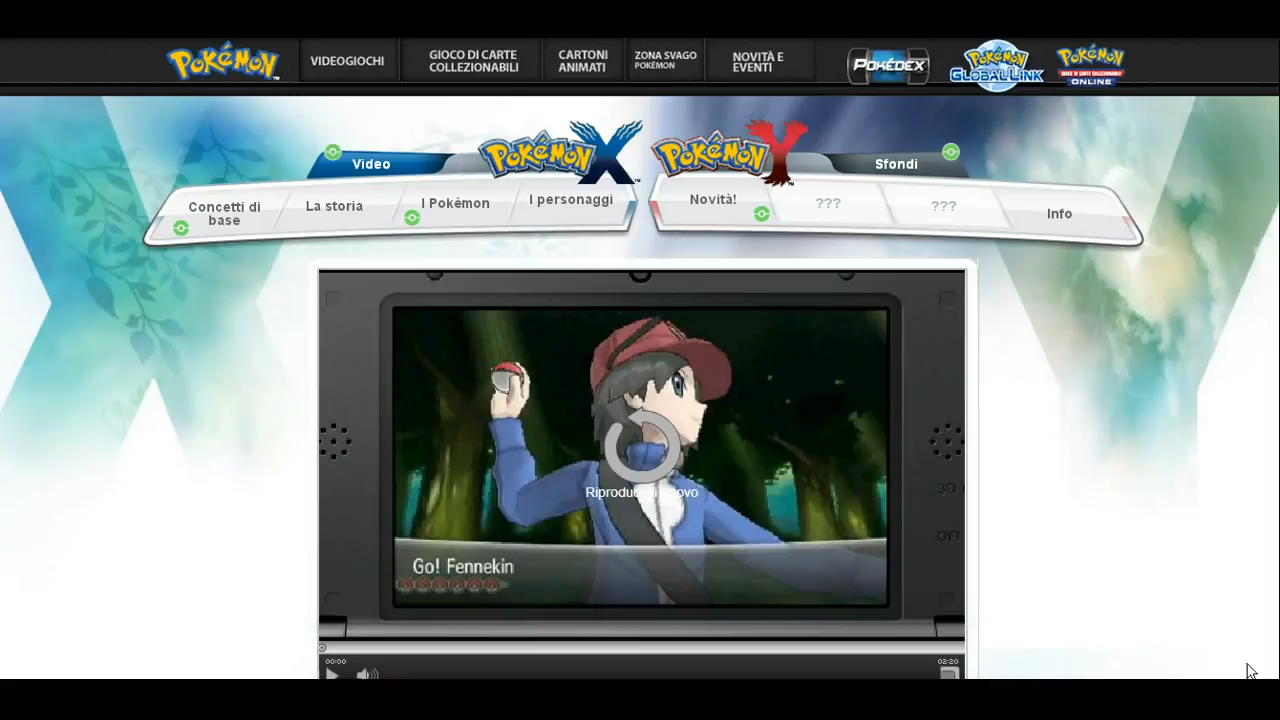 Pokémon
VIDEOGIOCHI
GIOCO DI CARTE
COLLEZIONABILI
CARTONI
ANIMATI
ZONA SVAGO
POKÉMON
NOVITÀ E
EVENTI
POKÉDEX
Pokémon
GLOBAL LINK
Pokémon
ONLINE
Video
Pokémon X
Pokémon Y
Sfondi
Concetti di
base
La storia
I Pokémon
I personaggi
Novità!
???
???
Info
Go! Fennekin
OFF
00:00
02:20